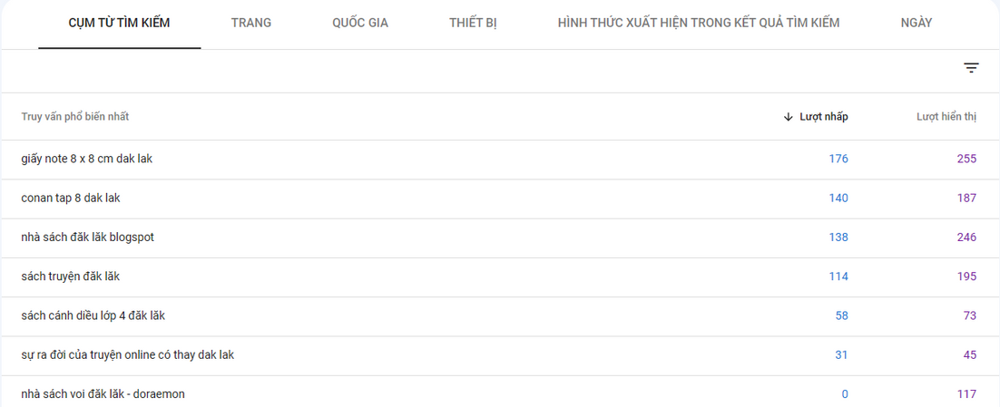 CỤM TỪ TÌM KIẾM TRANG QUỐC GIA THIẾT BỊ HÌNH THỨC XUẤT HIỆN TRONG KẾT QUẢ TÌM KIẾM NGÀY
Truy vấn phổ biến nhất Lượt nhấp Lượt hiển thị
giấy note 8 x 8 cm dak lak 176 255
conan tap 8 dak lak 140 187
nhà sách đăk lăk blogspot 138 246
sách truyện đăk lăk 114 195
sách cánh diều lớp 4 đăk lăk 58 73
sự ra đời của truyện online có thay dak lak 31 45
nhà sách voi đăk lăk - doraemon 0 117